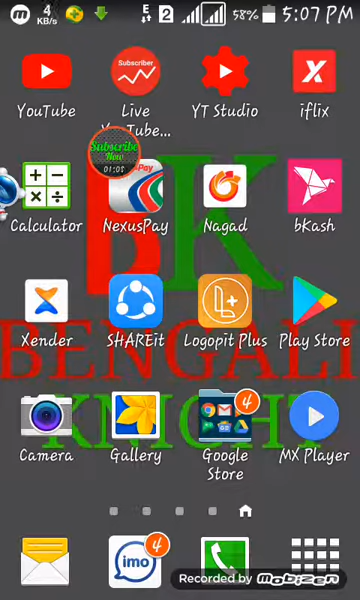 4 KB/s E 2 58% 5:07 PM
YouTube
Live YouTube...
YT Studio
iflix
Subscriber
Subscribe Now
01:08
Pay
Calculator
NexusPay
Nagad
bKash
BK
Xender
SHAREit
Logopit Plus
Play Store
BENGALI
KNIGHT
L+
Camera
Gallery
Google Store
MX Player
4
imo
4
Recorded by Mobizen